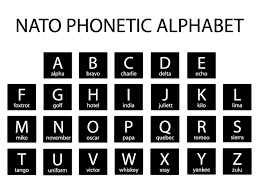 NATO PHONETIC ALPHABET
A B C D E
alpha bravo charlie delta echo
F G H I J K L
foxtrot golf hotel india juliett kilo lima
M N O P Q R S
mike november oscar papa quebec romeo sierra
T U V W X Y Z
tango uniform victor whiskey xray yankee zulu